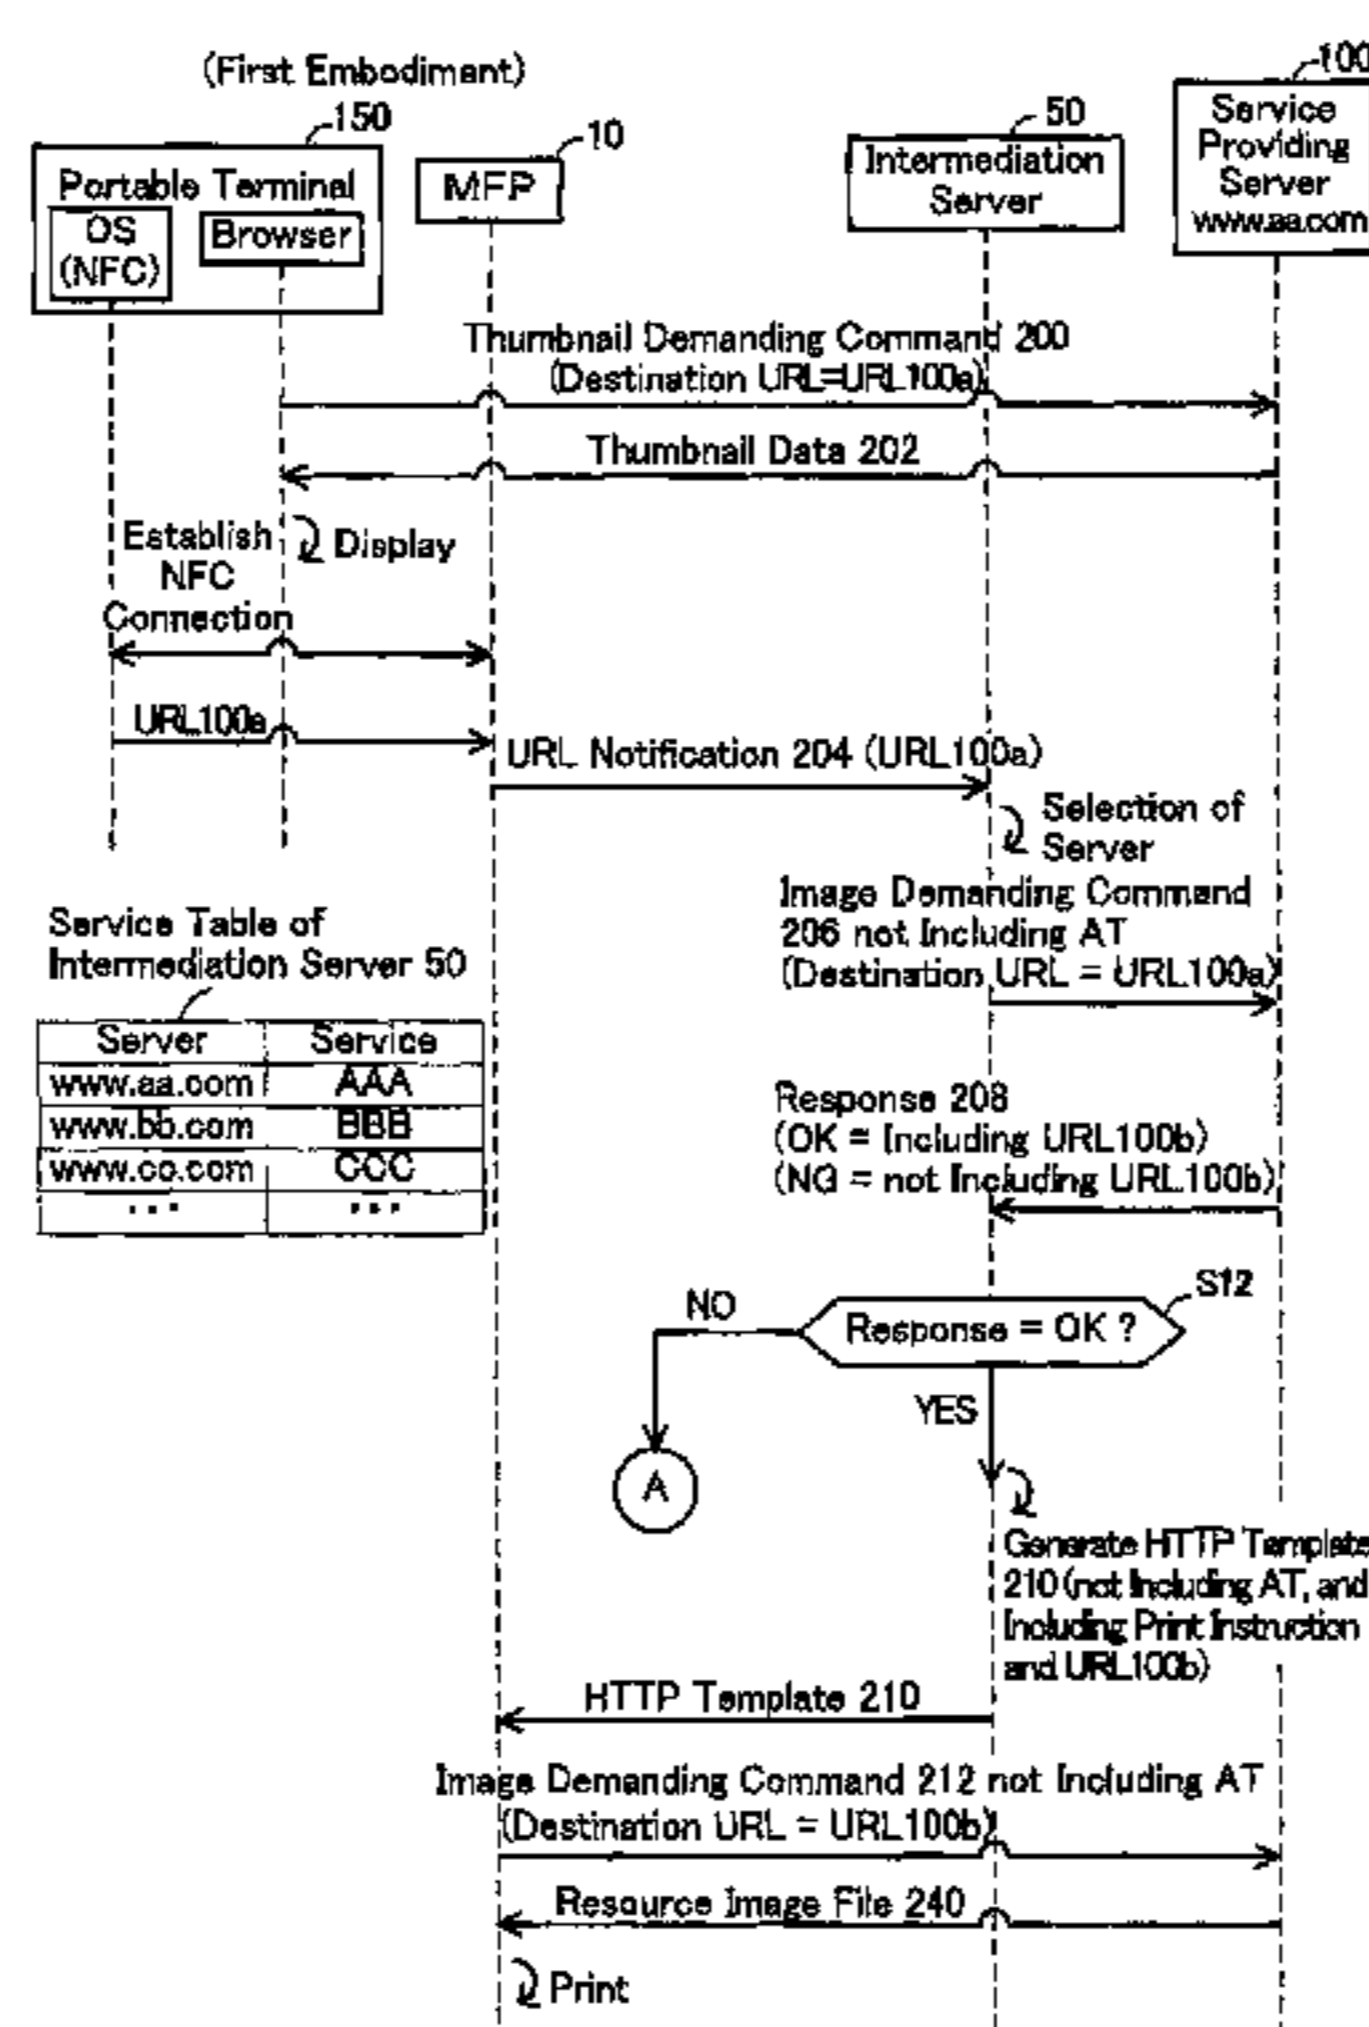 (First Embodiment)
150
10
50
100
Portable Terminal
OS
(NFC)
Browser
MFP
Intermediation
Server
Service
Providing
Server
www.aa.com
Thumbnail Demanding Command 200
(Destination URL=URL100a)
Thumbnail Data 202
Establish
NFC
Connection
Display
URL100a
URL Notification 204 (URL100a)
Selection of
Server
Image Demanding Command
206 not Including AT
(Destination URL = URL100a)
Service Table of
Intermediation Server 50
Server Service
www.aa.com AAA
www.bb.com BBB
www.cc.com CCC
... ...
Response 208
(OK = Including URL100b)
(NG = not Including URL100b)
S12
Response = OK ?
NO
YES
A
Generate HTTP Template
210 (not Including AT, and
Including Print Instruction
and URL100b)
HTTP Template 210
Image Demanding Command 212 not Including AT
(Destination URL = URL100b)
Resource Image File 240
Print